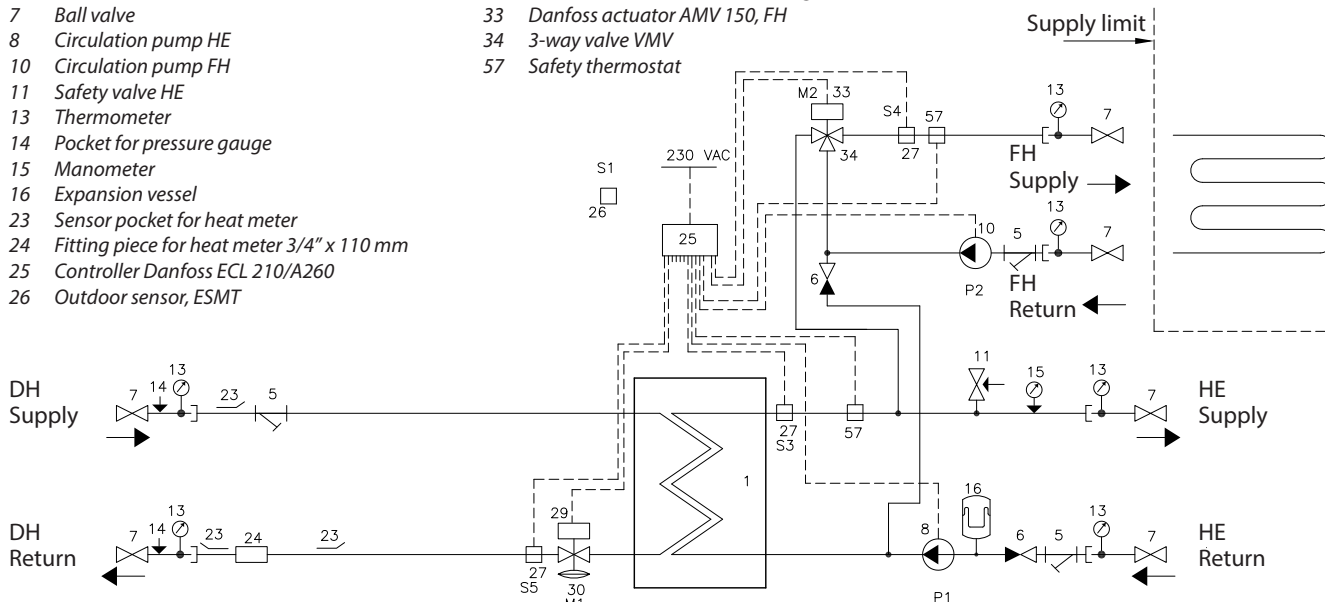 7 Ball valve
8 Circulation pump HE
10 Circulation pump FH
11 Safety valve HE
13 Thermometer
14 Pocket for pressure gauge
15 Manometer
16 Expansion vessel
23 Sensor pocket for heat meter
24 Fitting piece for heat meter 3/4" x 110 mm
25 Controller Danfoss ECL 210/A260
26 Outdoor sensor, ESMT
33 Danfoss actuator AMV 150, FH
34 3-way valve VMV
57 Safety thermostat
Supply limit
M2 33
S4
57
13
7
34
27
FH
Supply
230 VAC
S1
26
25
10
5
13
7
6
P2
FH
Return
DH
Supply
7
14
13
23
5
27
S3
57
11
15
13
7
HE
Supply
1
DH
Return
7
14
13
23
24
23
29
27
S5
30
M1
8
P1
16
6
5
13
7
HE
Return